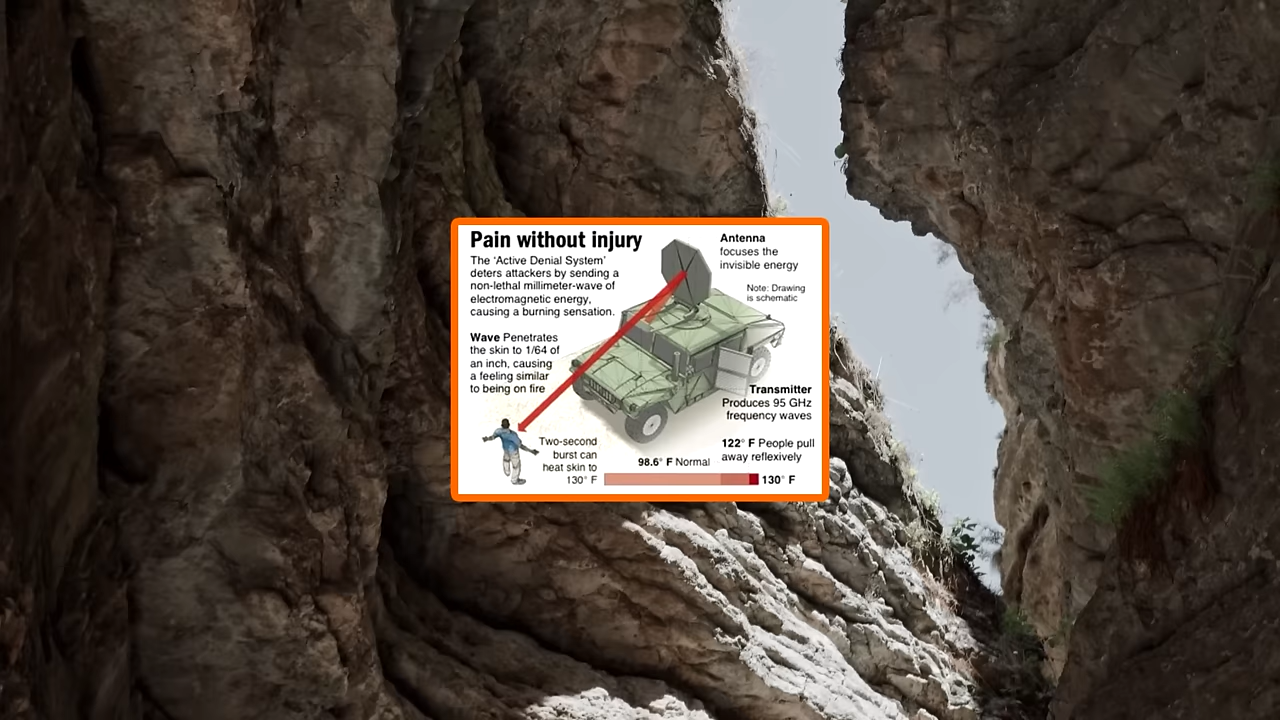 Pain without injury
The ‘Active Denial System’
deters attackers by sending a
non-lethal millimeter-wave of
electromagnetic energy,
causing a burning sensation.
Antenna
focuses the
invisible energy
Note: Drawing
is schematic
Wave Penetrates
the skin to 1/64 of
an inch, causing
a feeling similar
to being on fire
Transmitter
Produces 95 GHz
frequency waves
Two-second
burst can
heat skin to
130° F
98.6° F Normal
122° F People pull
away reflexively
130° F